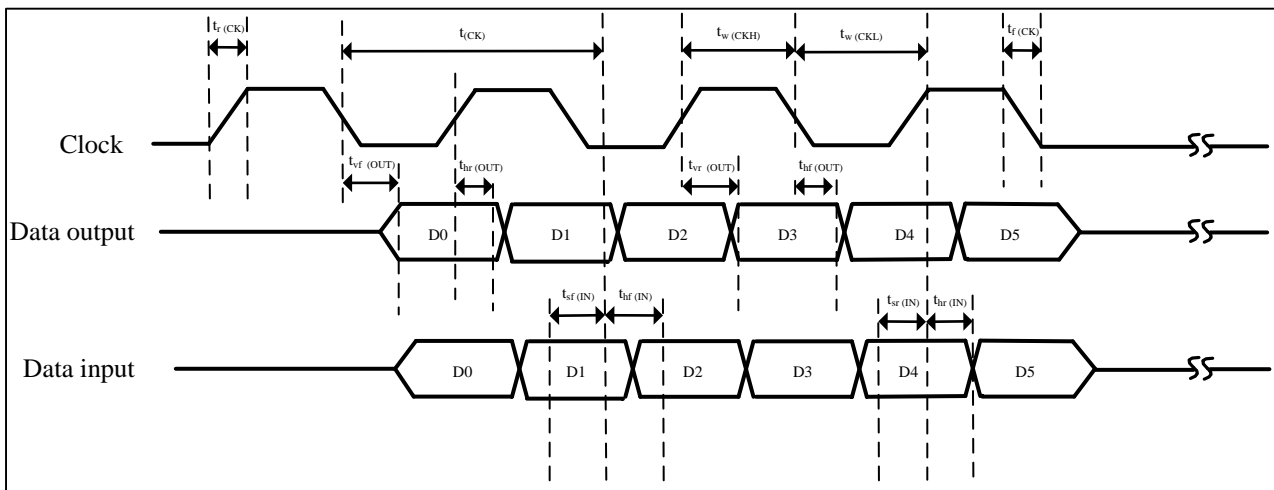 t(CK)
tr (CK)
tw (CKH)
tw (CKL)
tf (CK)
Clock
tvf (OUT)
thr (OUT)
tvr (OUT)
thf (OUT)
Data output
D0
D1
D2
D3
D4
D5
tsf (IN)
thf (IN)
tsr (IN)
thr (IN)
Data input
D0
D1
D2
D3
D4
D5